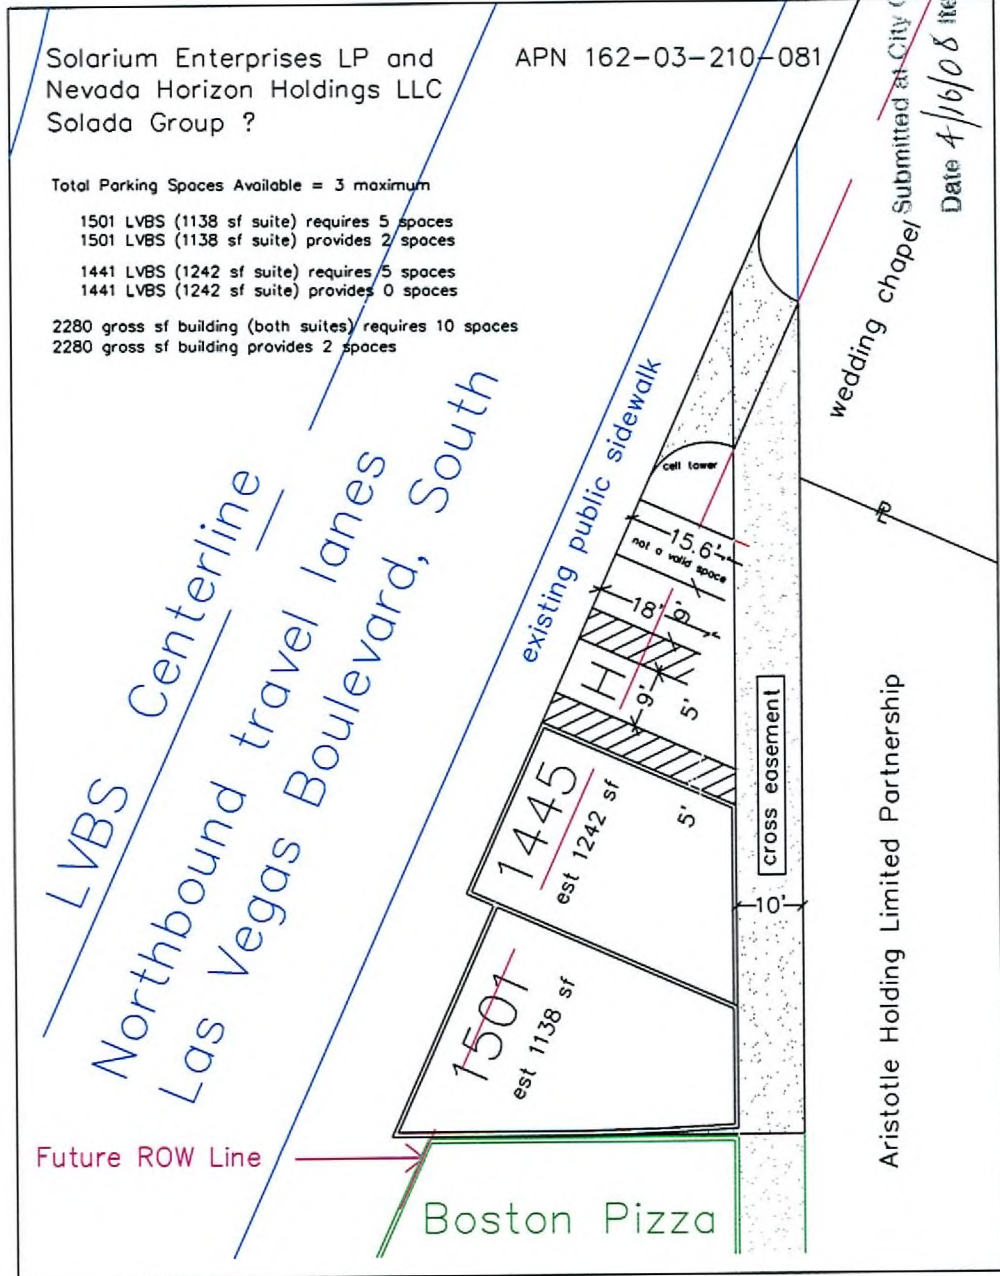 Solarium Enterprises LP and
Nevada Horizon Holdings LLC
Solada Group ?
APN 162-03-210-081
Submitted at City
Date 4/16/08 Ite
Total Parking Spaces Available = 3 maximum
1501 LVBS (1138 sf suite) requires 5 spaces
1501 LVBS (1138 sf suite) provides 2 spaces
1441 LVBS (1242 sf suite) requires 5 spaces
1441 LVBS (1242 sf suite) provides 0 spaces
2280 gross sf building (both suites) requires 10 spaces
2280 gross sf building provides 2 spaces
LVBS Centerline
Northbound travel lanes
Las Vegas Boulevard, South
existing public sidewalk
wedding chapel
cell tower
15.6'
not a valid space
18'
9'
H
9'
5'
5'
1445
est 1242 sf
cross easement
10'
1501
est 1138 sf
Aristotle Holding Limited Partnership
Future ROW Line
Boston Pizza